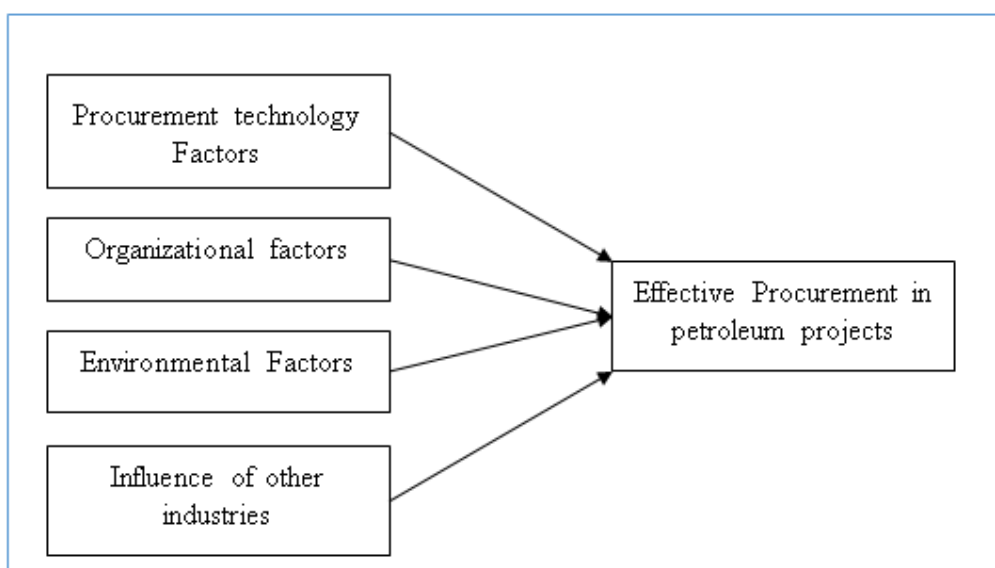 Procurement technology
Factors
Organizational factors
Environmental Factors
Influence of other
industries
Effective Procurement in
petroleum projects